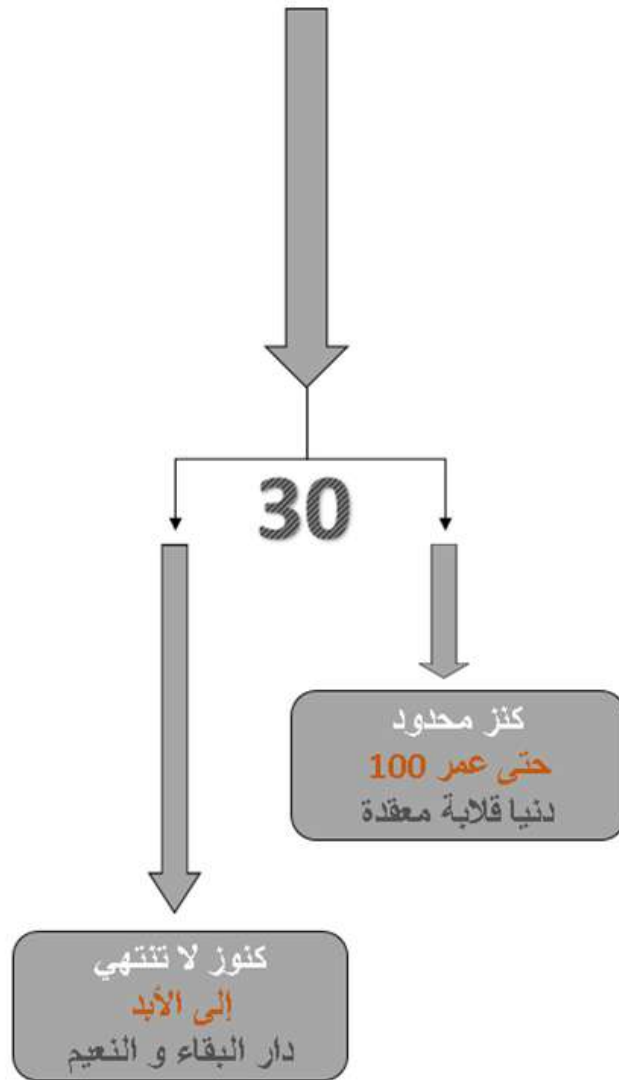 30
كنز محدود
حتى عمر 100
دنيا قلابة معقدة
كنوز لا تنتهي
إلى الأبد
دار البقاء و النعيم